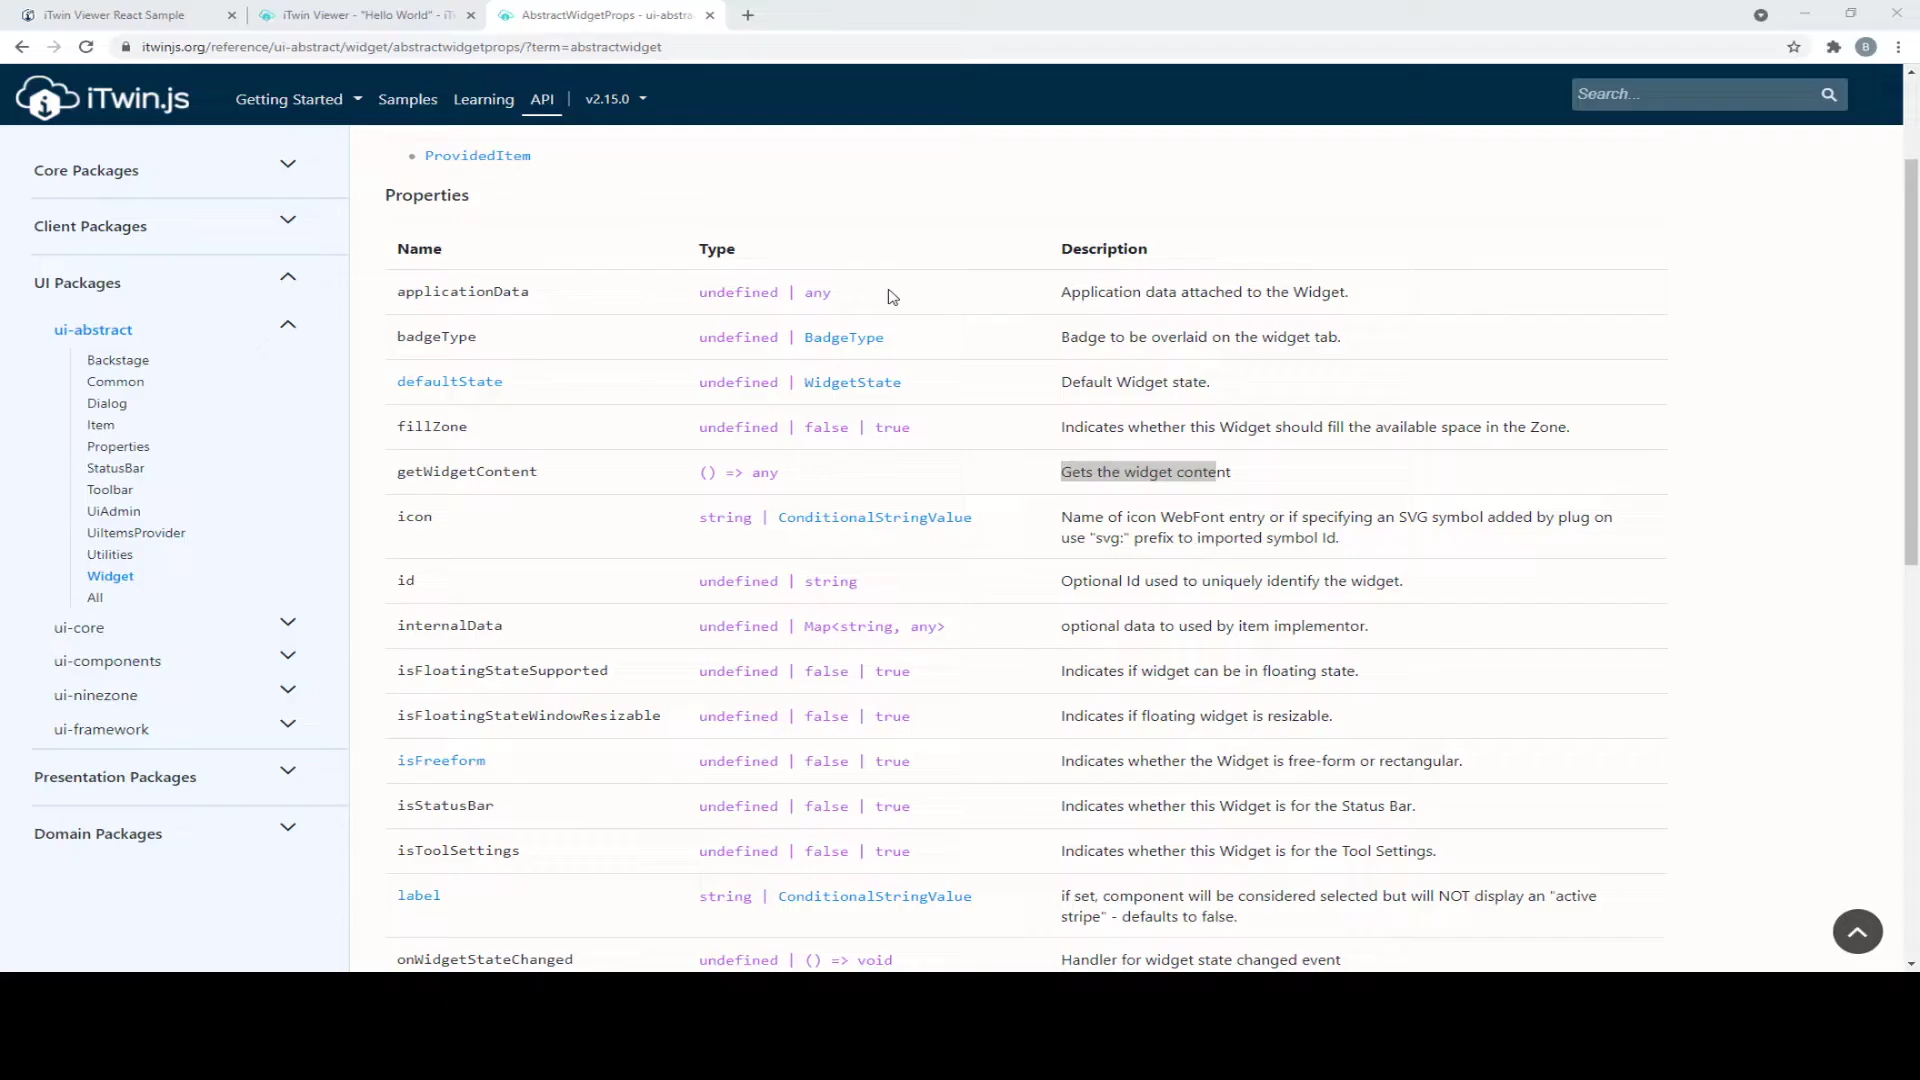 iTwin Viewer React Sample
iTwin Viewer - "Hello World" - iTw
AbstractWidgetProps - ui-abstra
itwinjs.org/reference/ui-abstract/widget/abstractwidgetprops/?term=abstractwidget
B
iTwin.js
Getting Started
Samples
Learning
API
v2.15.0
Search...
Core Packages
Client Packages
UI Packages
ui-abstract
Backstage
Common
Dialog
Item
Properties
StatusBar
Toolbar
UiAdmin
UiItemsProvider
Utilities
Widget
All
ui-core
ui-components
ui-ninezone
ui-framework
Presentation Packages
Domain Packages
• ProvidedItem
Properties
Name Type Description
applicationData undefined | any Application data attached to the Widget.
badgeType undefined | BadgeType Badge to be overlaid on the widget tab.
defaultState undefined | WidgetState Default Widget state.
fillZone undefined | false | true Indicates whether this Widget should fill the available space in the Zone.
getWidgetContent () => any Gets the widget content
icon string | ConditionalStringValue Name of icon WebFont entry or if specifying an SVG symbol added by plug on
use "svg:" prefix to imported symbol Id.
id undefined | string Optional Id used to uniquely identify the widget.
internalData undefined | Map<string, any> optional data to used by item implementor.
isFloatingStateSupported undefined | false | true Indicates if widget can be in floating state.
isFloatingStateWindowResizable undefined | false | true Indicates if floating widget is resizable.
isFreeform undefined | false | true Indicates whether the Widget is free-form or rectangular.
isStatusBar undefined | false | true Indicates whether this Widget is for the Status Bar.
isToolSettings undefined | false | true Indicates whether this Widget is for the Tool Settings.
label string | ConditionalStringValue if set, component will be considered selected but will NOT display an "active
stripe" - defaults to false.
onWidgetStateChanged undefined | () => void Handler for widget state changed event